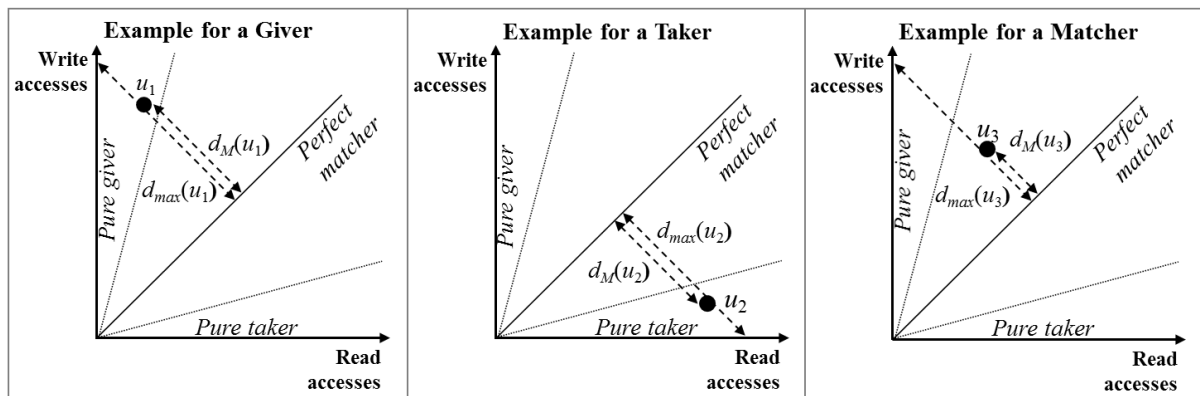 Example for a Giver
Write
accesses
u1
dM(u1)
dmax(u1)
Pure giver
Perfect
matcher
Pure taker
Read
accesses
Example for a Taker
Write
accesses
Pure giver
Perfect
matcher
dmax(u2)
dM(u2)
u2
Pure taker
Read
accesses
Example for a Matcher
Write
accesses
u3
dM(u3)
dmax(u3)
Pure giver
Perfect
matcher
Pure taker
Read
accesses